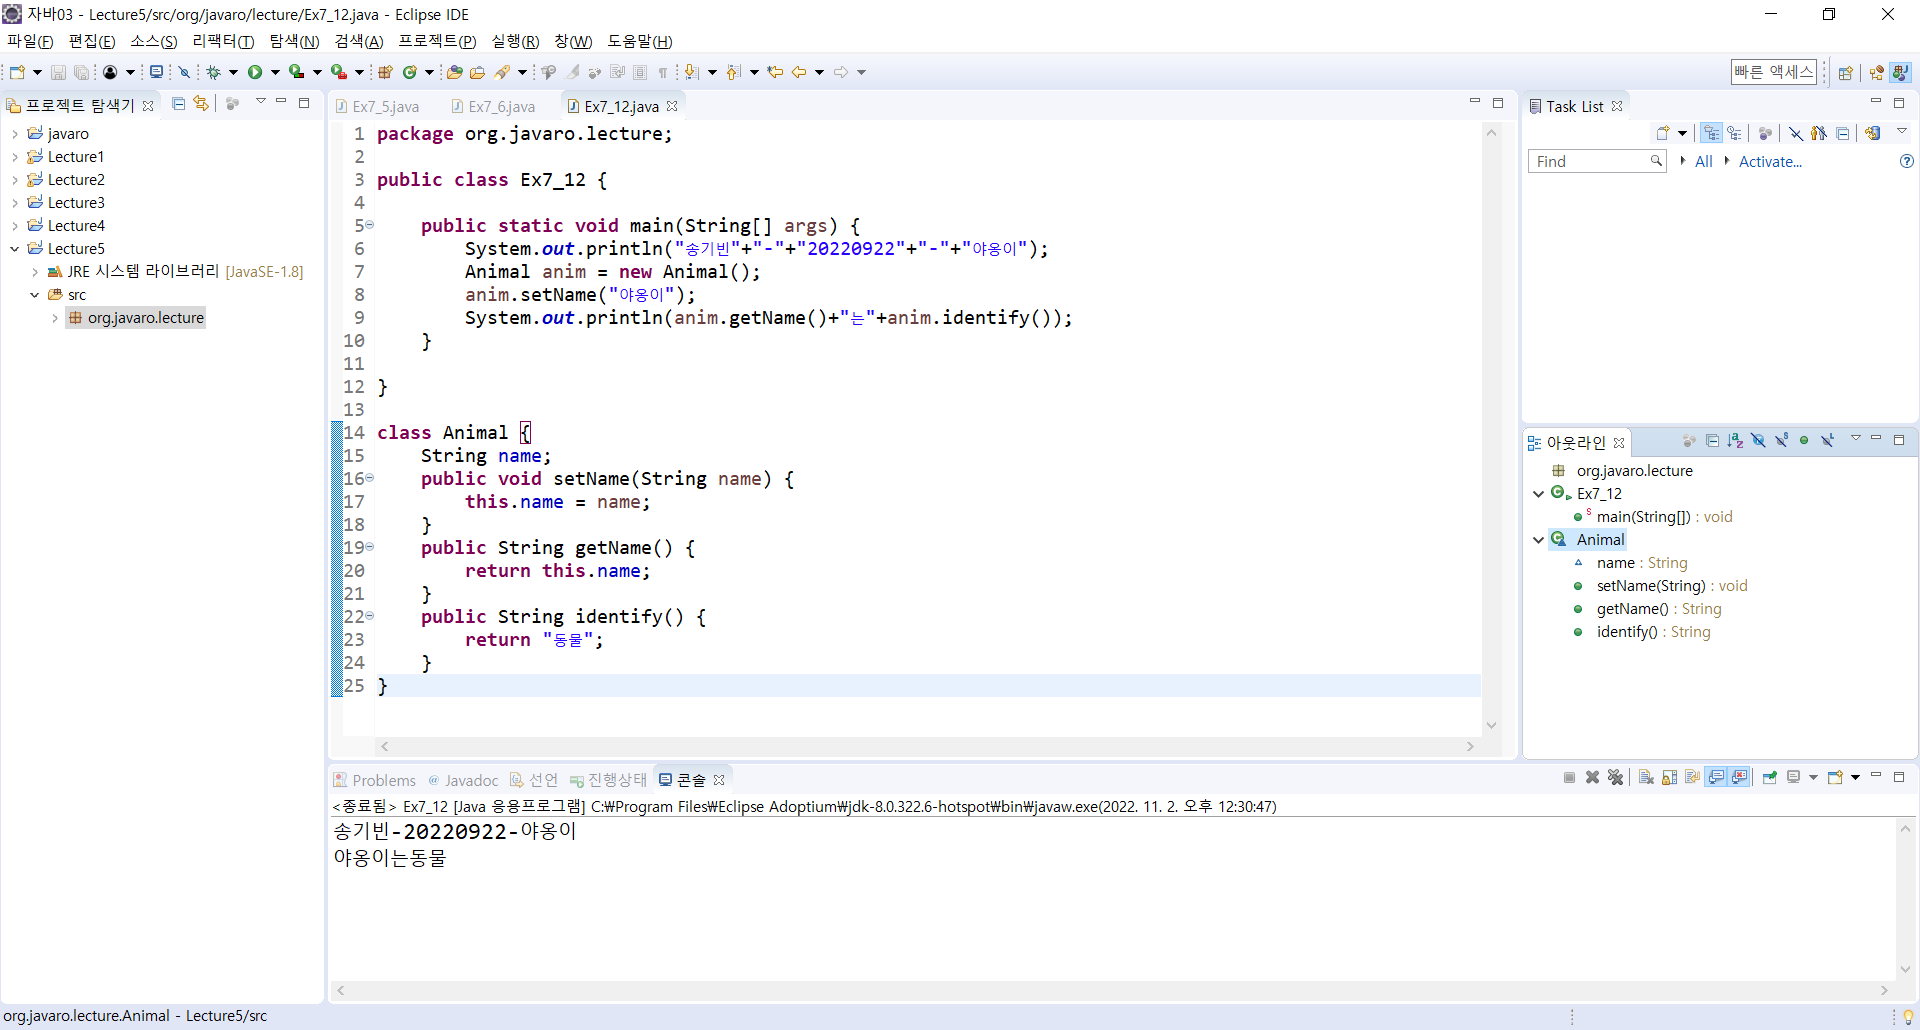 자바03 - Lecture5/src/org/javaro/lecture/Ex7_12.java - Eclipse IDE
파일(F) 편집(E) 소스(S) 리팩터(T) 탐색(N) 검색(A) 프로젝트(P) 실행(R) 창(W) 도움말(H)
빠른 액세스
프로젝트 탐색기
javaro
Lecture1
Lecture2
Lecture3
Lecture4
Lecture5
JRE 시스템 라이브러리 [JavaSE-1.8]
src
org.javaro.lecture
Ex7_5.java Ex7_6.java Ex7_12.java
1 package org.javaro.lecture;
2
3 public class Ex7_12 {
4
5 public static void main(String[] args) {
6 System.out.println("송기빈"+"-"+"20220922"+"-"+"야옹이");
7 Animal anim = new Animal();
8 anim.setName("야옹이");
9 System.out.println(anim.getName()+"는"+anim.identify());
10 }
11
12 }
13
14 class Animal {
15 String name;
16 public void setName(String name) {
17 this.name = name;
18 }
19 public String getName() {
20 return this.name;
21 }
22 public String identify() {
23 return "동물";
24 }
25 }
Task List
Find All Activate...
아웃라인
org.javaro.lecture
Ex7_12
main(String[]) : void
Animal
name : String
setName(String) : void
getName() : String
identify() : String
Problems @ Javadoc 선언 진행상태 콘솔
<종료됨> Ex7_12 [Java 응용프로그램] C:₩Program Files₩Eclipse Adoptium₩jdk-8.0.322.6-hotspot₩bin₩javaw.exe(2022. 11. 2. 오후 12:30:47)
송기빈-20220922-야옹이
야옹이는동물
org.javaro.lecture.Animal - Lecture5/src